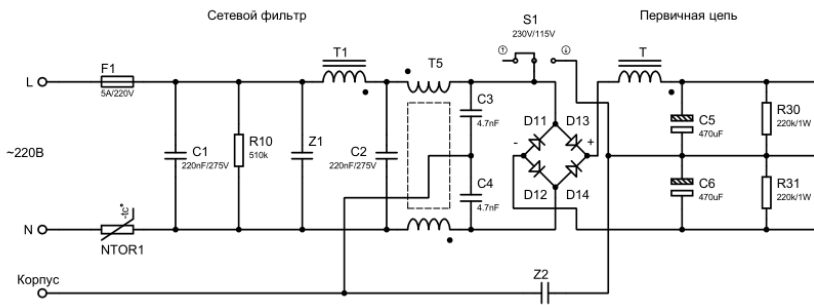 Сетевой фильтр
S1
230V/115V
Первичная цепь
L
F1
5A/220V
T1
T5
T
~220В
C1
220nF/275V
R10
510k
Z1
C2
220nF/275V
C3
4.7nF
C4
4.7nF
D11
D13
-
+
D12
D14
C5
470uF
R30
220k/1W
C6
470uF
R31
220k/1W
N
-tc°
NTOR1
Корпус
Z2